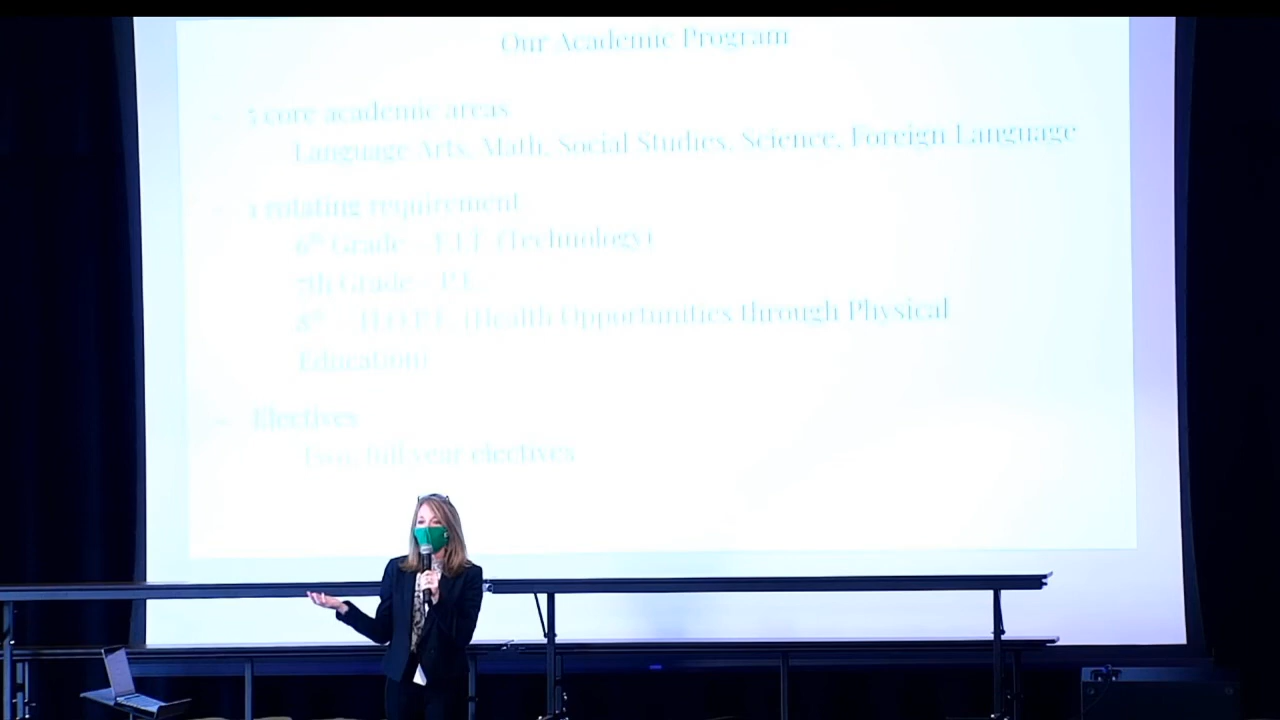 Our Academic Program
5 core academic areas
Language Arts, Math, Social Studies, Science, Foreign Language
1 rotating requirement
6th Grade – (Technology)
7th Grade – P.E.
8th – H.O.P.E. (Health Opportunities through Physical
Education)
Electives
Two, full year electives